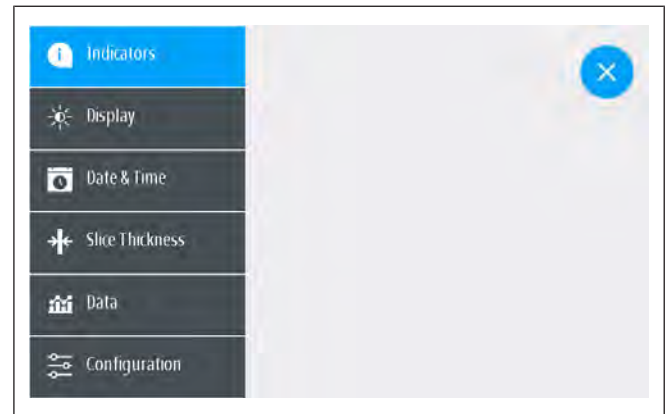 Indicators
Display
Date & Time
Slice Thickness
Data
Configuration